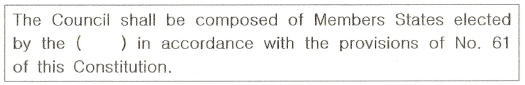 The Council shall be composed of Members States elected
by the (      ) in accordance with the provisions of No. 61
of this Constitution.